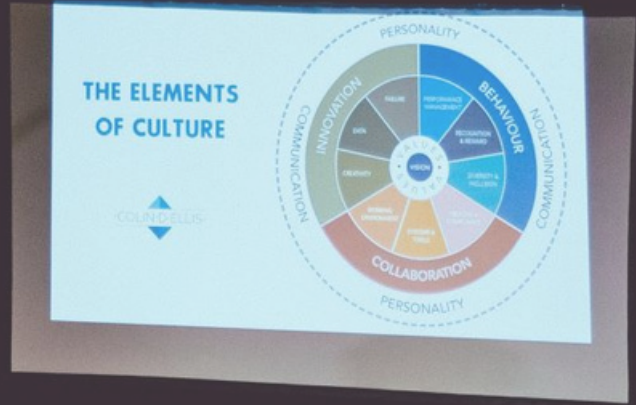 THE ELEMENTS
OF CULTURE
COLIN D ELLIS
PERSONALITY
COMMUNICATION
COMMUNICATION
PERSONALITY
INNOVATION
BEHAVIOUR
COLLABORATION
FAILURE
DATA
CREATIVITY
PERFORMANCE
MANAGEMENT
RECOGNITION
& REWARD
DIVERSITY &
INCLUSION
WORKING
ENVIRONMENT
SYSTEMS &
TOOLS
VALUES
VALUES
VISION